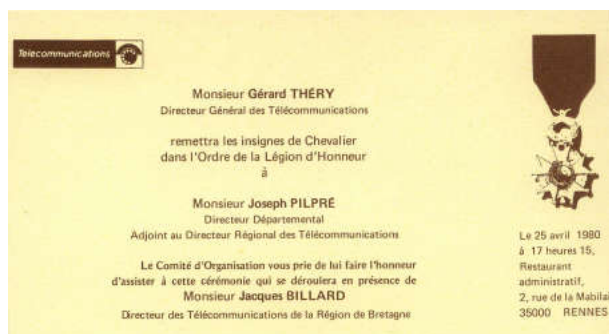 Télécommunications
Monsieur Gérard THÉRY
Directeur Général des Télécommunications
remettra les insignes de Chevalier
dans l'Ordre de la Légion d'Honneur
à
Monsieur Joseph PILPRÉ
Directeur Départemental
Adjoint au Directeur Régional des Télécommunications
Le Comité d'Organisation vous prie de lui faire l'honneur
d'assister à cette cérémonie qui se déroulera en présence de
Monsieur Jacques BILLARD
Directeur des Télécommunications de la Région de Bretagne
Le 25 avril 1980
à 17 heures 15,
Restaurant
administratif,
2, rue de la Mabilai
35000 RENNES